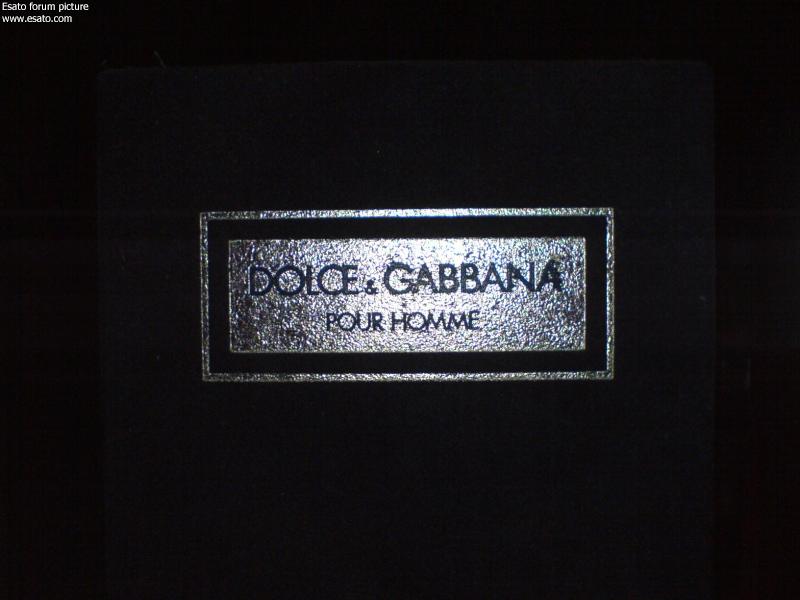 Esato forum picture
www.esato.com
DOLCE & GABBANA
POUR HOMME